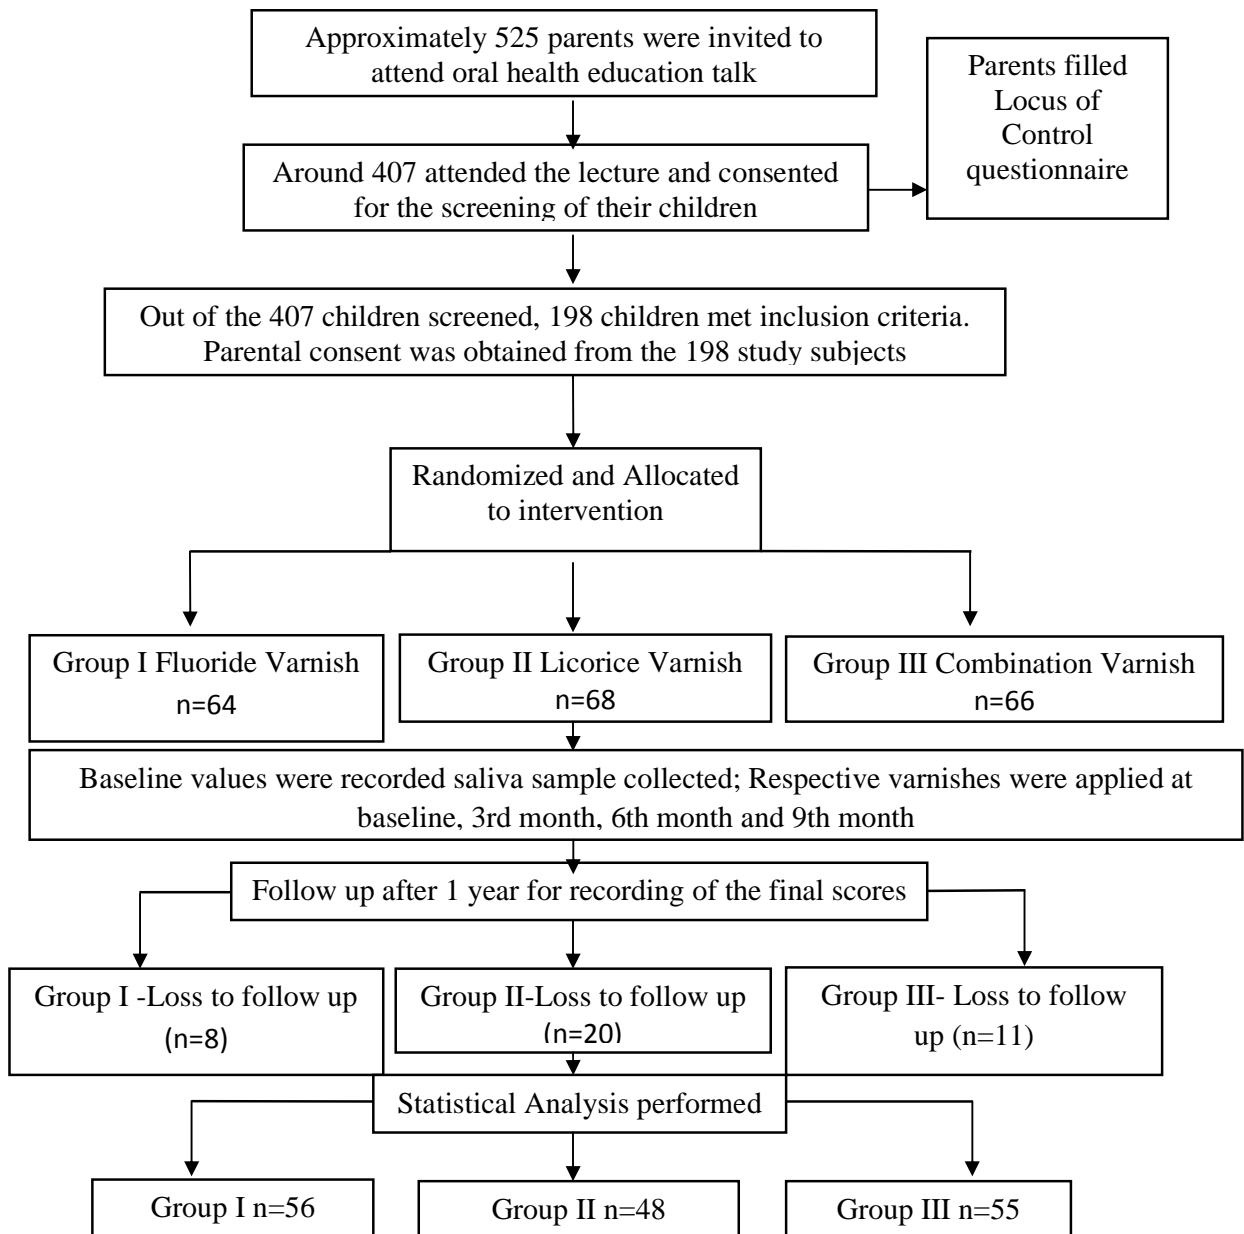 Approximately 525 parents were invited to
attend oral health education talk
Parents filled
Locus of
Control
questionnaire
Around 407 attended the lecture and consented
for the screening of their children
Out of the 407 children screened, 198 children met inclusion criteria.
Parental consent was obtained from the 198 study subjects
Randomized and Allocated
to intervention
Group I Fluoride Varnish
n=64
Group II Licorice Varnish
n=68
Group III Combination Varnish
n=66
Baseline values were recorded saliva sample collected; Respective varnishes were applied at
baseline, 3rd month, 6th month and 9th month
Follow up after 1 year for recording of the final scores
Group I -Loss to follow up
(n=8)
Group II-Loss to follow up
(n=20)
Group III- Loss to follow
up (n=11)
Statistical Analysis performed
Group I n=56
Group II n=48
Group III n=55